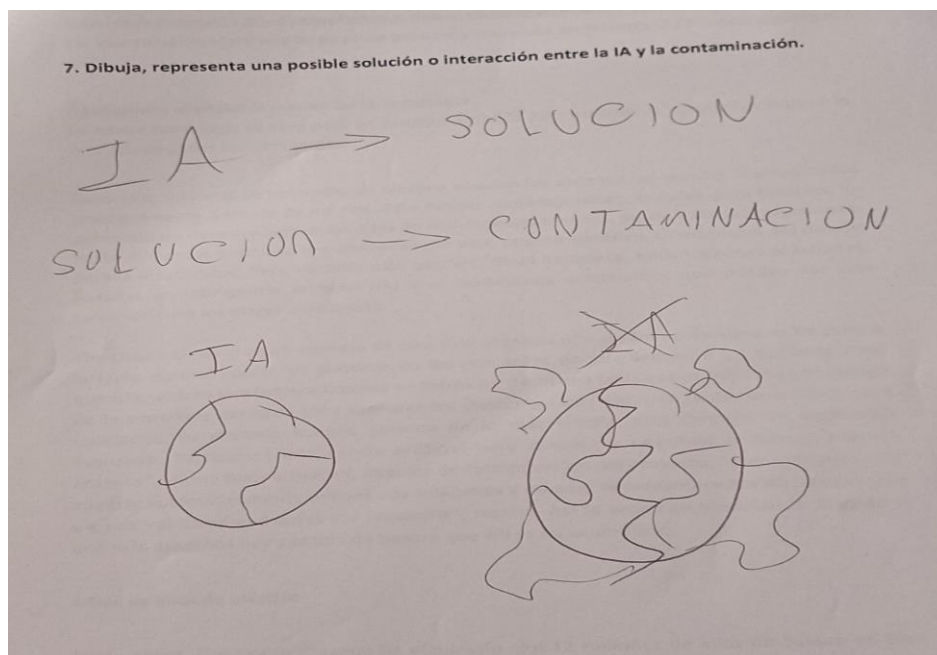 7. Dibuja, representa una posible solución o interacción entre la IA y la contaminación.
IA → SOLUCION
SOLUCION → CONTAMINACION
IA
IA